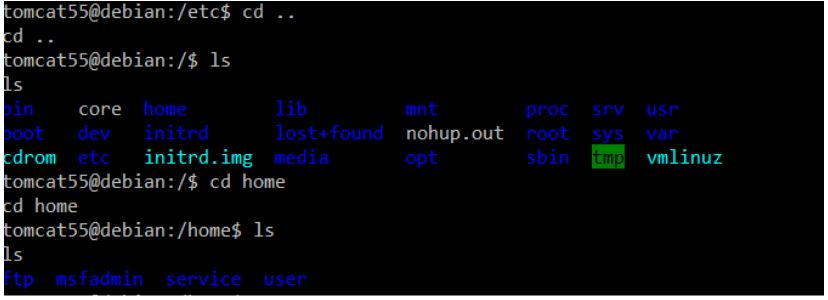 tomcat55@debian:/etc$ cd ..
cd ..
tomcat55@debian:/$ ls
ls
bin core home lib mnt proc srv usr
boot dev initrd lost+found nohup.out root sys var
cdrom etc initrd.img media opt sbin tmp vmlinuz
tomcat55@debian:/$ cd home
cd home
tomcat55@debian:/home$ ls
ls
ftp msfadmin service user